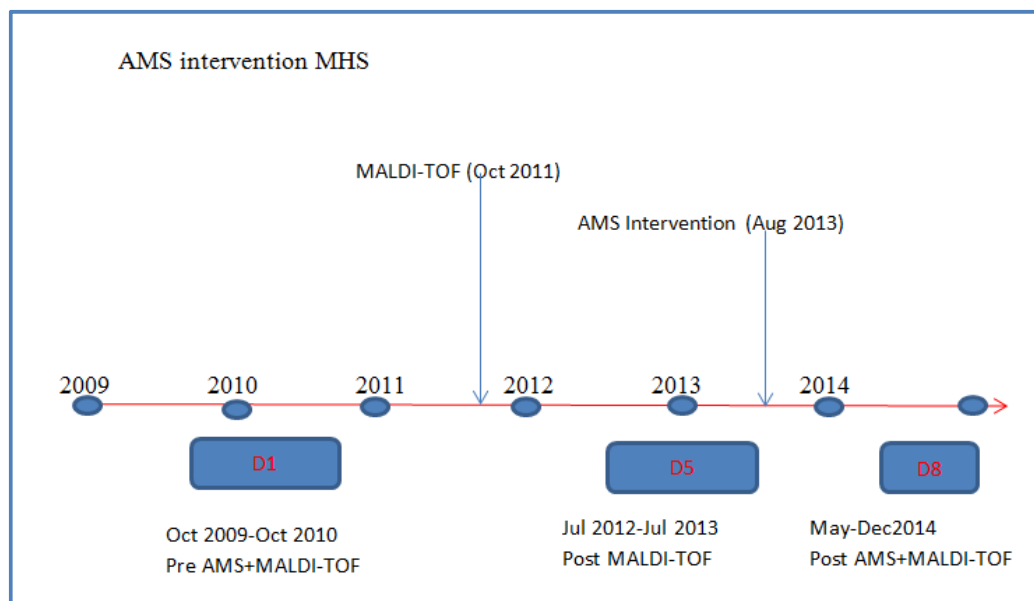 AMS intervention MHS
MALDI-TOF (Oct 2011)
AMS Intervention (Aug 2013)
2009 2010 2011 2012 2013 2014
D1 D5 D8
Oct 2009-Oct 2010
Pre AMS+MALDI-TOF
Jul 2012-Jul 2013
Post MALDI-TOF
May-Dec2014
Post AMS+MALDI-TOF